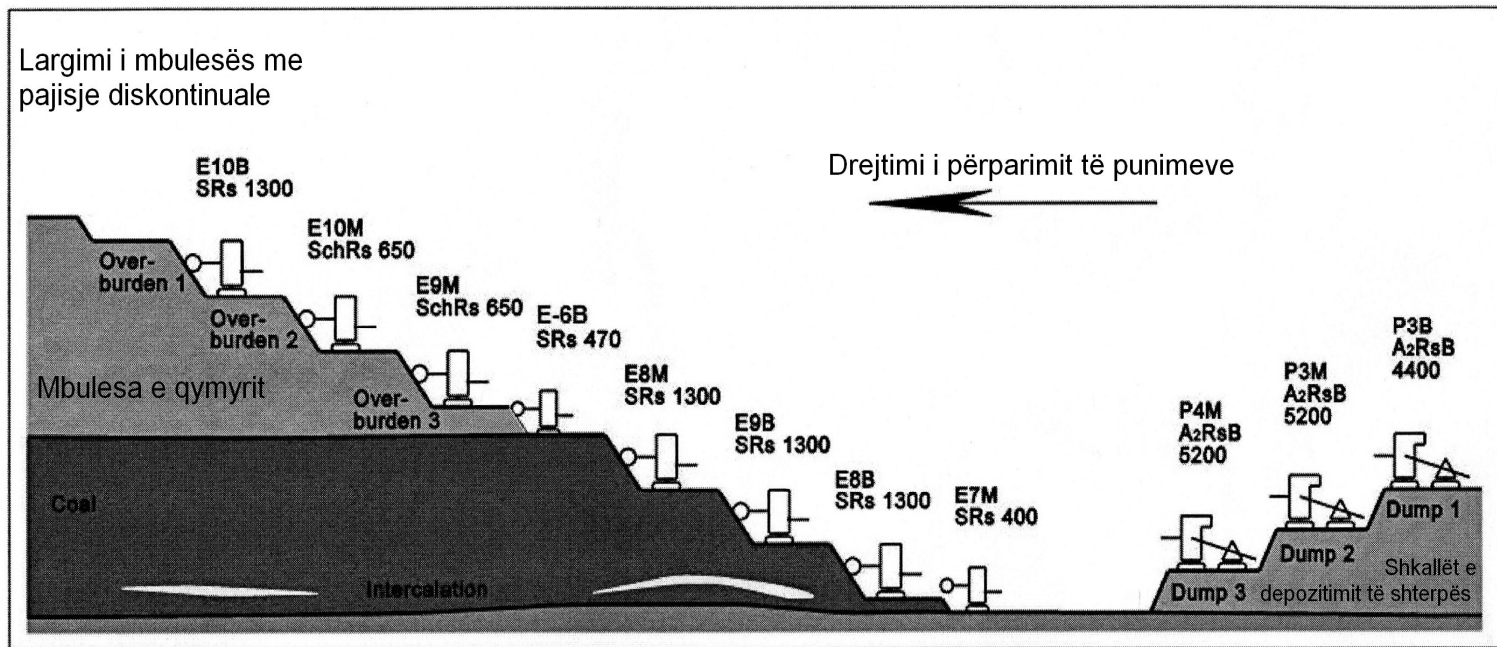 Largimi i mbulesës me
pajisje diskontinuale
Drejtimi i përparimit të punimeve
E10B
SRs 1300
E10M
SchRs 650
E9M
SchRs 650
E-6B
SRs 470
E8M
SRs 1300
E9B
SRs 1300
E8B
SRs 1300
E7M
SRs 400
P4M
A₂RsB
5200
P3M
A₂RsB
5200
P3B
A₂RsB
4400
Over-
burden 1
Over-
burden 2
Over-
burden 3
Mbulesa e qymyrit
Coal
Intercalation
Dump 1
Dump 2
Dump 3
Shkallët e
depozitimit të shterpës